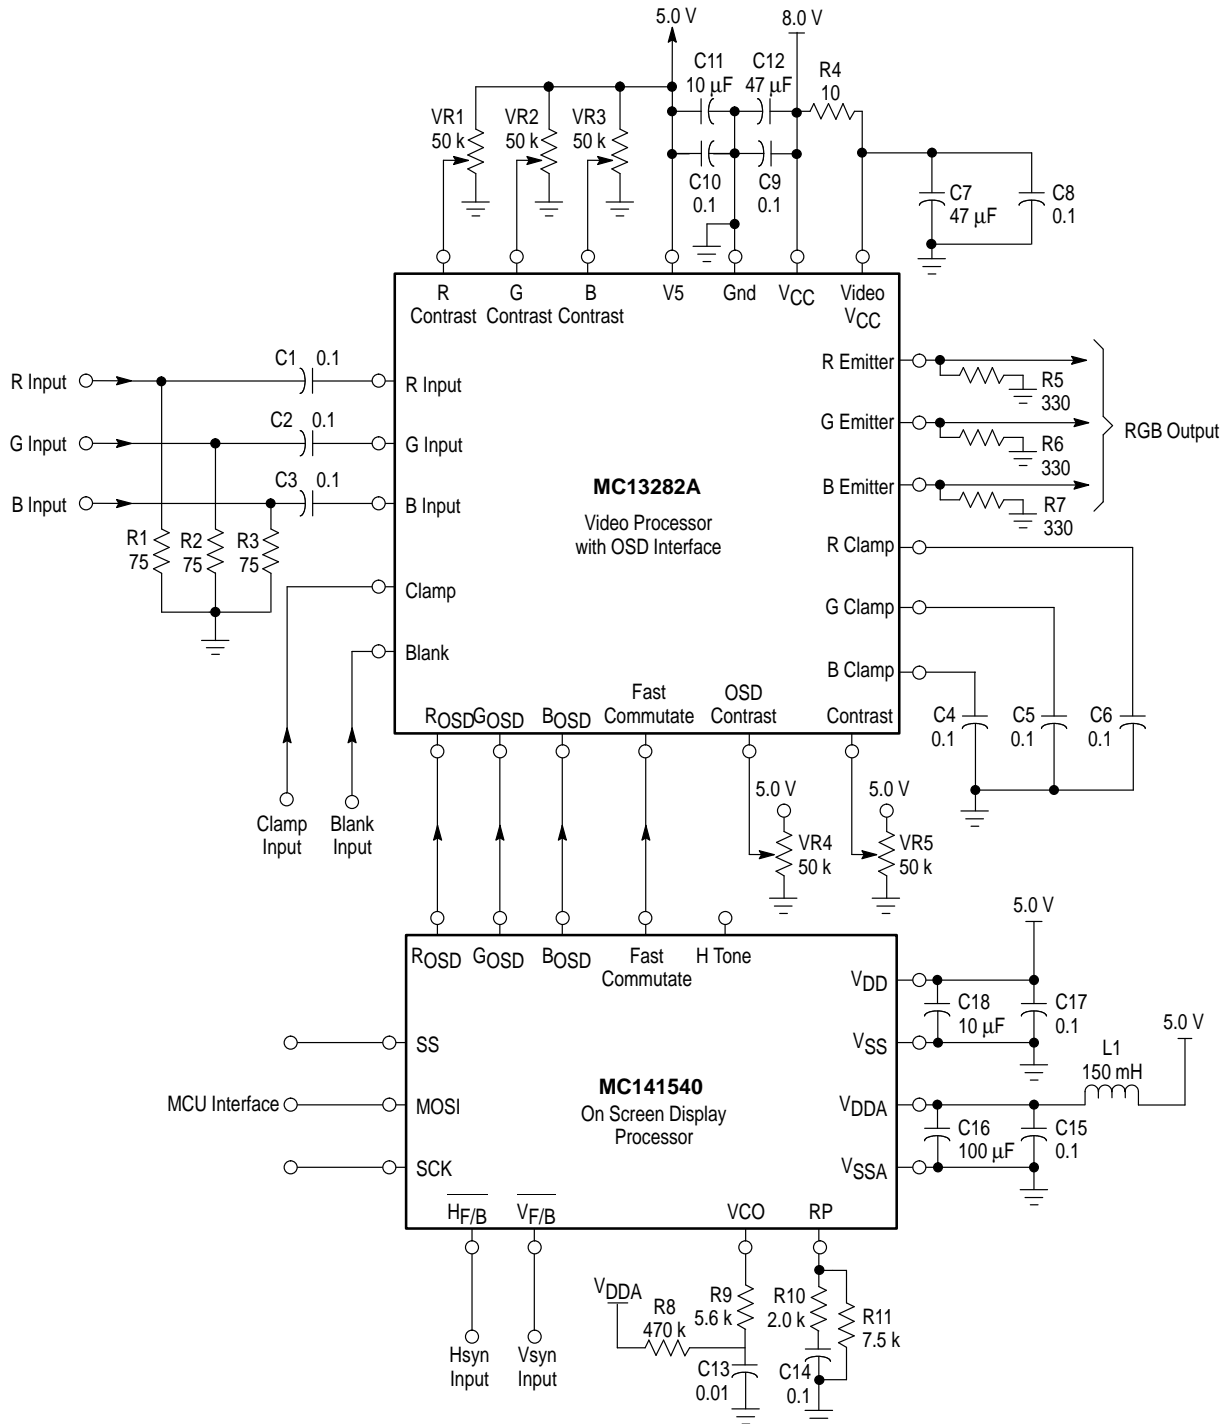 5.0 V
8.0 V
C11
10 µF
C12
47 µF
R4
10
VR1
50 k
VR2
50 k
VR3
50 k
C10
0.1
C9
0.1
C7
47 µF
C8
0.1
R
Contrast
G
Contrast
B
Contrast
V5
Gnd
VCC
Video
VCC
R Input
C1 0.1
R Input
G Input
C2 0.1
G Input
B Input
C3 0.1
B Input
R1
75
R2
75
R3
75
Clamp
Blank
MC13282A
Video Processor
with OSD Interface
R Emitter
R5
330
G Emitter
R6
330
B Emitter
R7
330
RGB Output
R Clamp
G Clamp
B Clamp
C4
0.1
C5
0.1
C6
0.1
ROSD
GOSD
BOSD
Fast
Commutate
OSD
Contrast
Contrast
Clamp
Input
Blank
Input
5.0 V
VR4
50 k
5.0 V
VR5
50 k
ROSD
GOSD
BOSD
Fast
Commutate
H Tone
5.0 V
VDD
C18
10 µF
C17
0.1
VSS
SS
MCU Interface
MOSI
SCK
MC141540
On Screen Display
Processor
5.0 V
L1
150 mH
VDDA
C16
100 µF
C15
0.1
VSSA
HF/B
VF/B
VCO
RP
Hsyn
Input
Vsyn
Input
VDDA
R8
470 k
R9
5.6 k
C13
0.01
R10
2.0 k
R11
7.5 k
C14
0.1